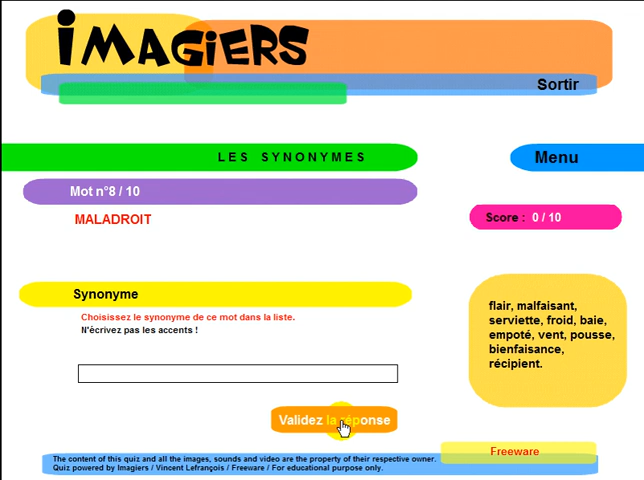 iMAGiERS
Sortir
LES SYNONYMES
Menu
Mot n°8 / 10
MALADROIT
Score : 0 / 10
Synonyme
Choisissez le synonyme de ce mot dans la liste.
N'écrivez pas les accents !
flair, malfaisant,
serviette, froid, baie,
empoté, vent, pousse,
bienfaisance,
récipient.
Validez la réponse
Freeware
The content of this quiz and all the images, sounds and video are the property of their respective owner.
Quiz powered by Imagiers / Vincent Lefrançois / Freeware / For educational purpose only.